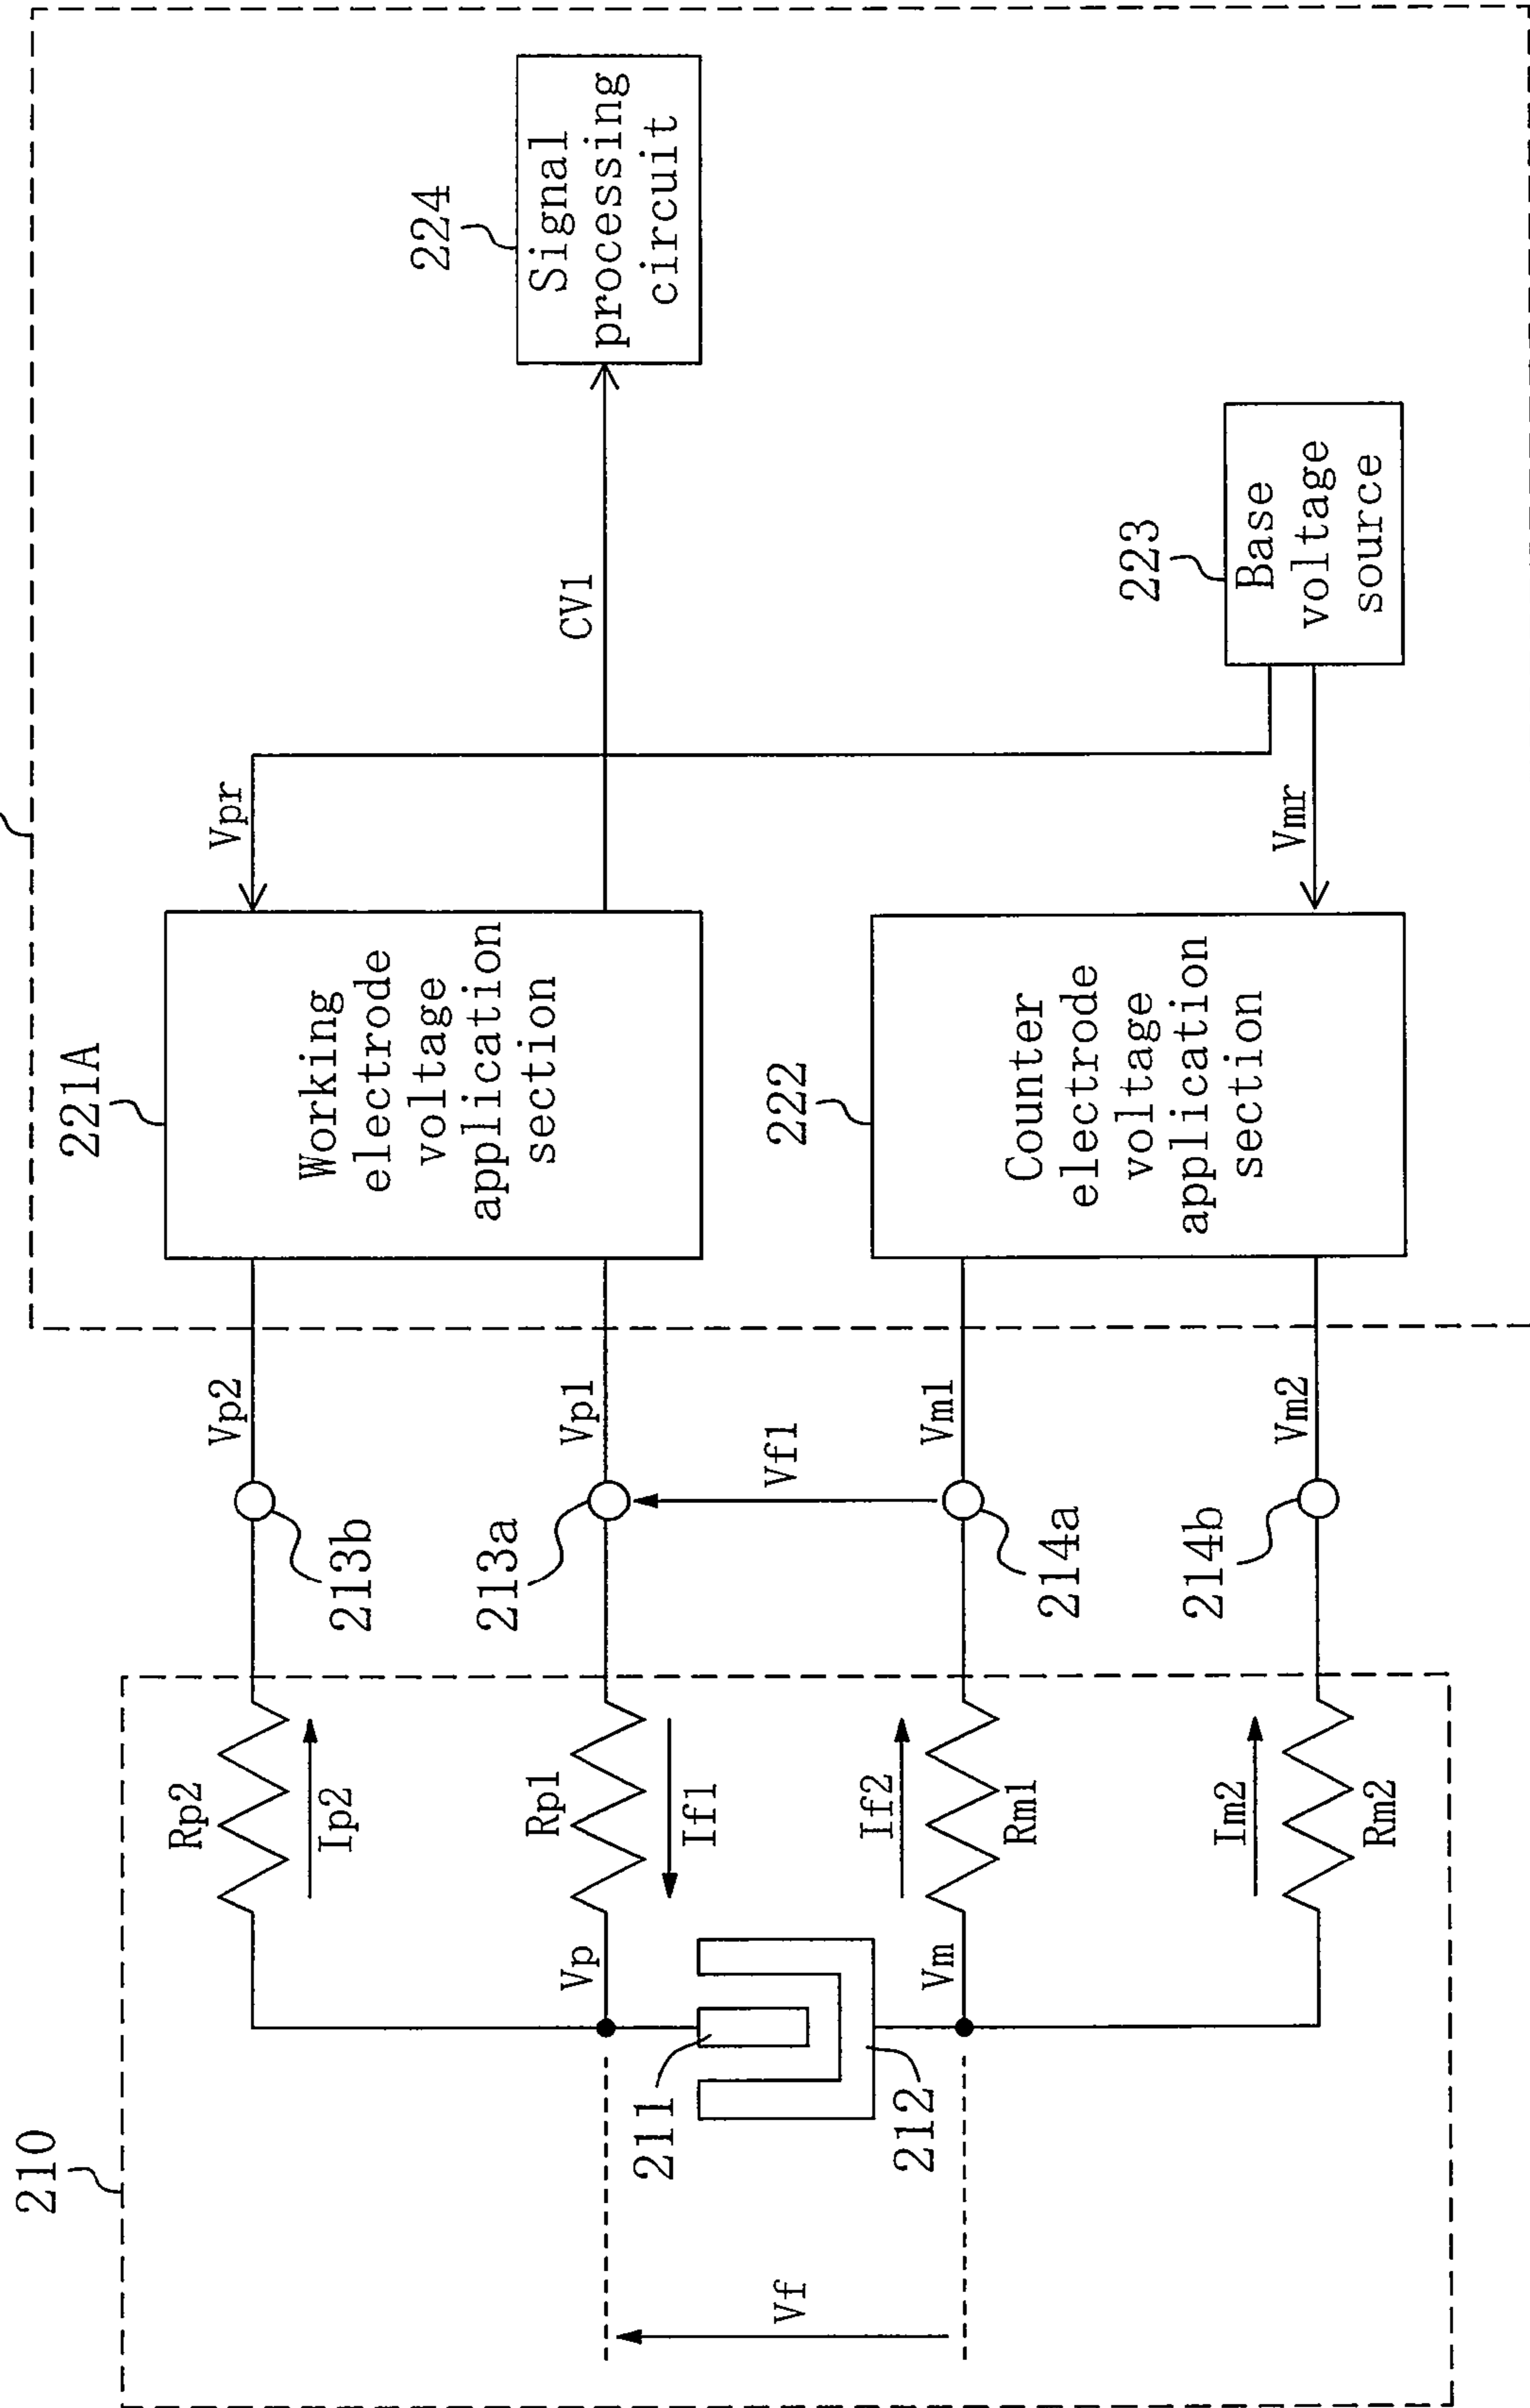 210
Vf
211
212
Vp
Vm
Rp2
Ip2
Rp1
If1
If2
Rm1
Im2
Rm2
213b
213a
214a
214b
Vp2
Vp1
Vf1
Vm1
Vm2
221A
Working
electrode
voltage
application
section
222
Counter
electrode
voltage
application
section
Vpr
Vmr
CV1
223
Base
voltage
source
224
Signal
processing
circuit